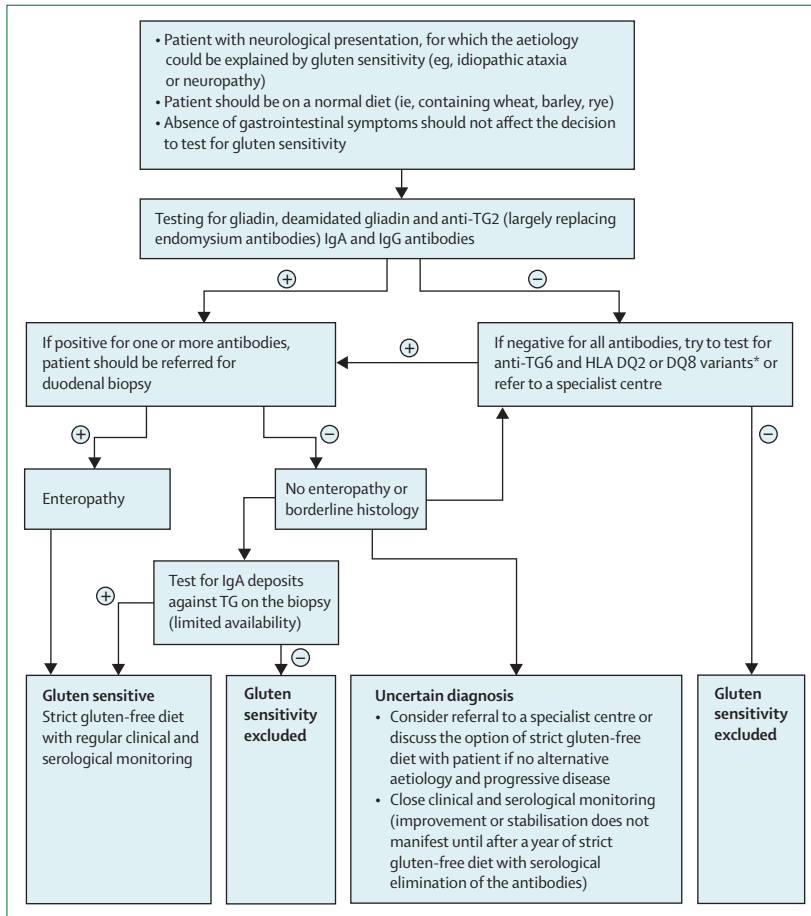 • Patient with neurological presentation, for which the aetiology
could be explained by gluten sensitivity (eg, idiopathic ataxia
or neuropathy)
• Patient should be on a normal diet (ie, containing wheat, barley, rye)
• Absence of gastrointestinal symptoms should not affect the decision
to test for gluten sensitivity
Testing for gliadin, deamidated gliadin and anti-TG2 (largely replacing
endomysium antibodies) IgA and IgG antibodies
+
–
If positive for one or more antibodies,
patient should be referred for
duodenal biopsy
+
If negative for all antibodies, try to test for
anti-TG6 and HLA DQ2 or DQ8 variants* or
refer to a specialist centre
+
–
–
Enteropathy
No enteropathy or
borderline histology
+
Test for IgA deposits
against TG on the biopsy
(limited availability)
–
Gluten sensitive
Strict gluten-free diet
with regular clinical and
serological monitoring
Gluten
sensitivity
excluded
Uncertain diagnosis
• Consider referral to a specialist centre or
discuss the option of strict gluten-free
diet with patient if no alternative
aetiology and progressive disease
• Close clinical and serological monitoring
(improvement or stabilisation does not
manifest until after a year of strict
gluten-free diet with serological
elimination of the antibodies)
Gluten
sensitivity
excluded